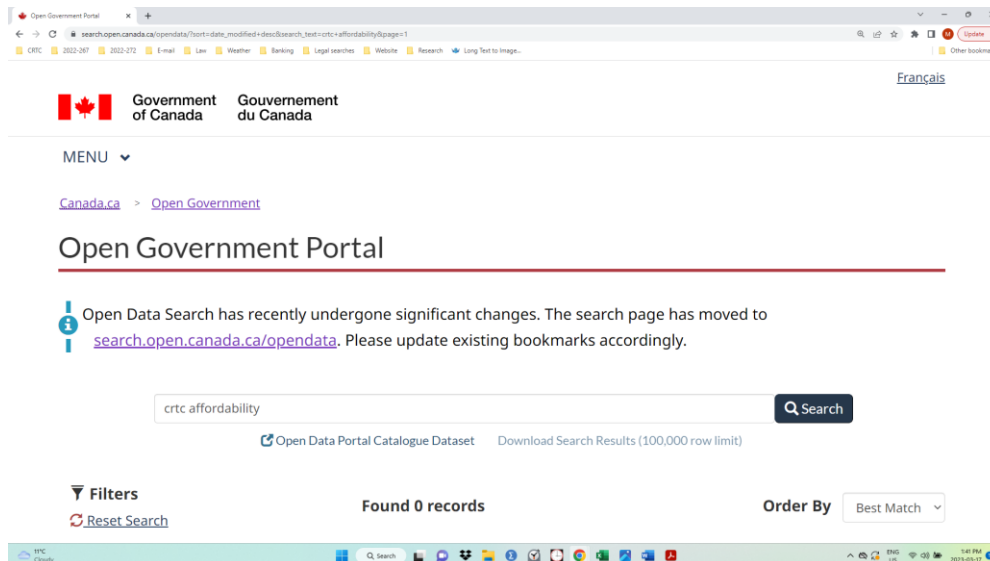 Open Government Portal
search.open.canada.ca/opendata/?sort=date_modified+desc&search_text=crtc+affordability&page=1
Update
CRTC 2022-267 2022-272 E-mail Law Weather Banking Legal searches Website Research Long Text to Image... Other bookma
Français
Government Gouvernement
of Canada du Canada
MENU
Canada.ca > Open Government
Open Government Portal
Open Data Search has recently undergone significant changes. The search page has moved to
search.open.canada.ca/opendata. Please update existing bookmarks accordingly.
crtc affordability Search
Open Data Portal Catalogue Dataset Download Search Results (100,000 row limit)
Filters Found 0 records Order By Best Match
Reset Search
11°C Search ENG 1:41 PM
Cloudy US